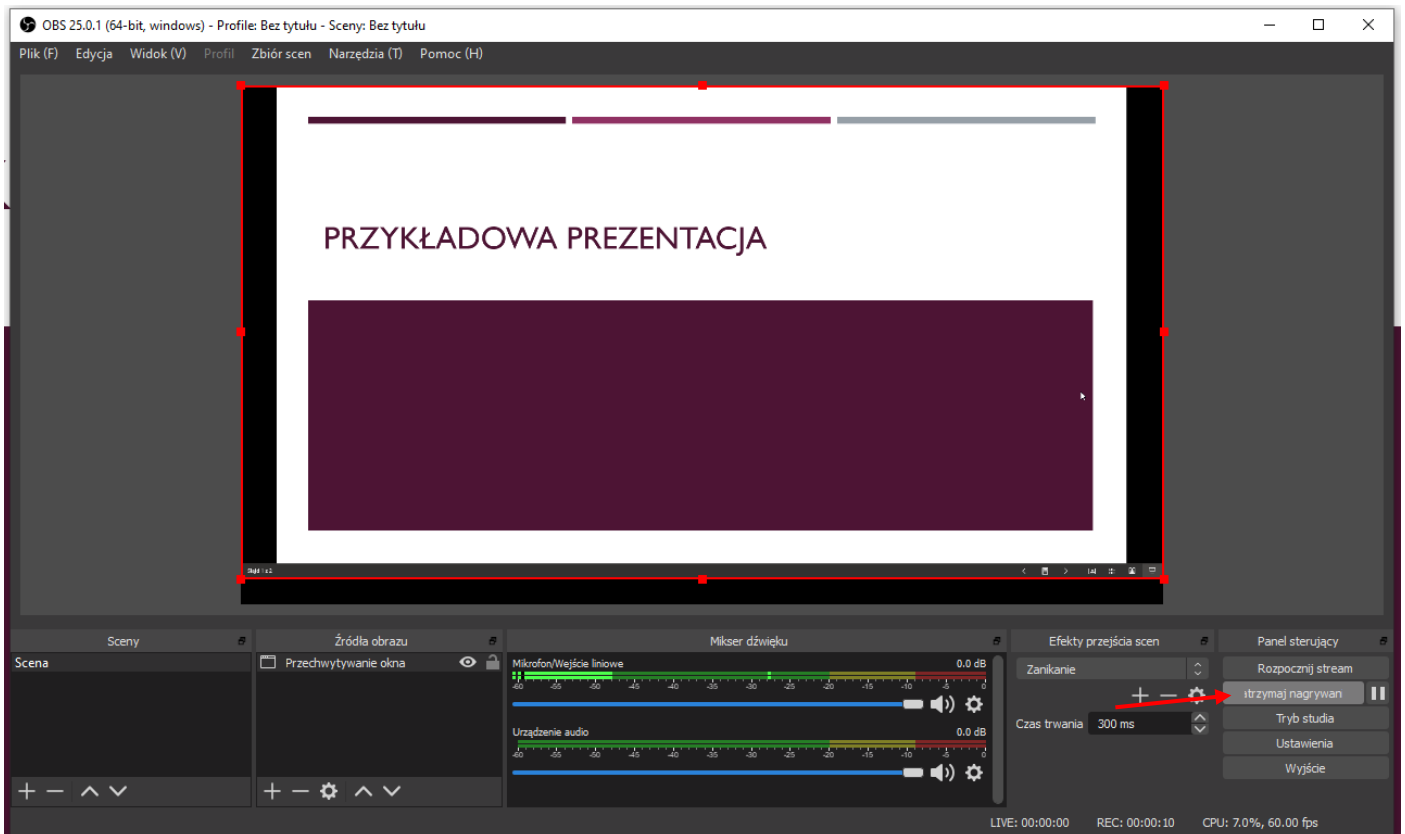 OBS 25.0.1 (64-bit, windows) - Profile: Bez tytułu - Sceny: Bez tytułu
Plik (F) Edycja Widok (V) Profil Zbiór scen Narzędzia (T) Pomoc (H)
PRZYKŁADOWA PREZENTACJA
Slajd 1 z 2
Sceny Źródła obrazu Mikser dźwięku Efekty przejścia scen Panel sterujący
Scena
Przechwytywanie okna
Mikrofon/Wejście liniowe 0.0 dB
-60 -55 -50 -45 -40 -35 -30 -25 -20 -15 -10 -5 0
Urządzenie audio 0.0 dB
-60 -55 -50 -45 -40 -35 -30 -25 -20 -15 -10 -5 0
Zanikanie
Czas trwania 300 ms
Rozpocznij stream
trzymaj nagrywan
Tryb studia
Ustawienia
Wyjście
LIVE: 00:00:00 REC: 00:00:10 CPU: 7.0%, 60.00 fps